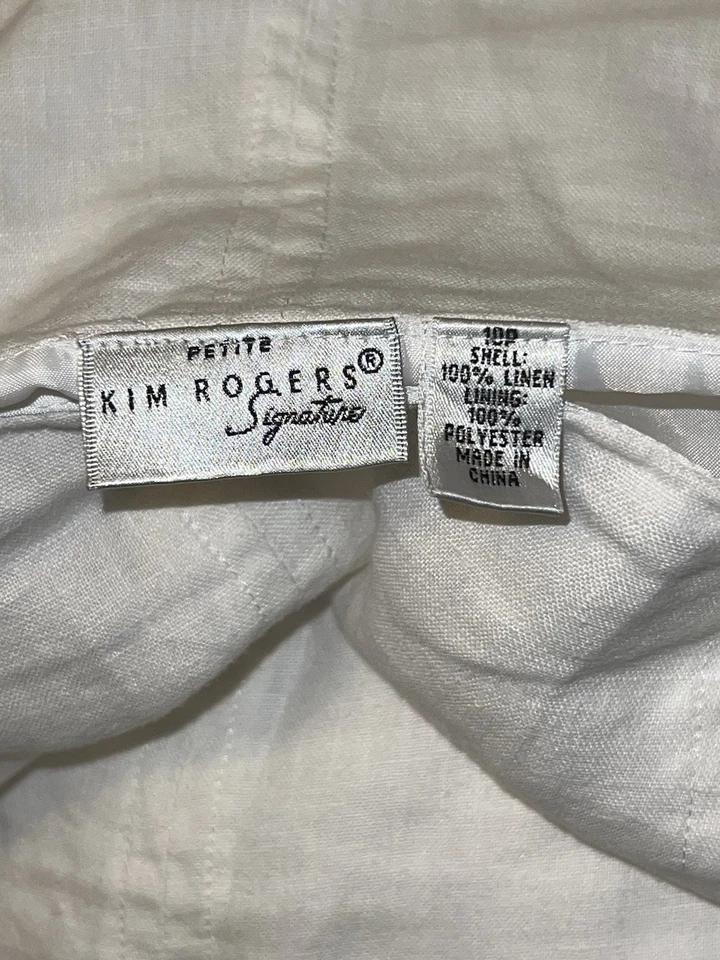 PETITE
KIM ROGERS®
Signature
10P
SHELL:
100% LINEN
LINING:
100%
POLYESTER
MADE IN
CHINA